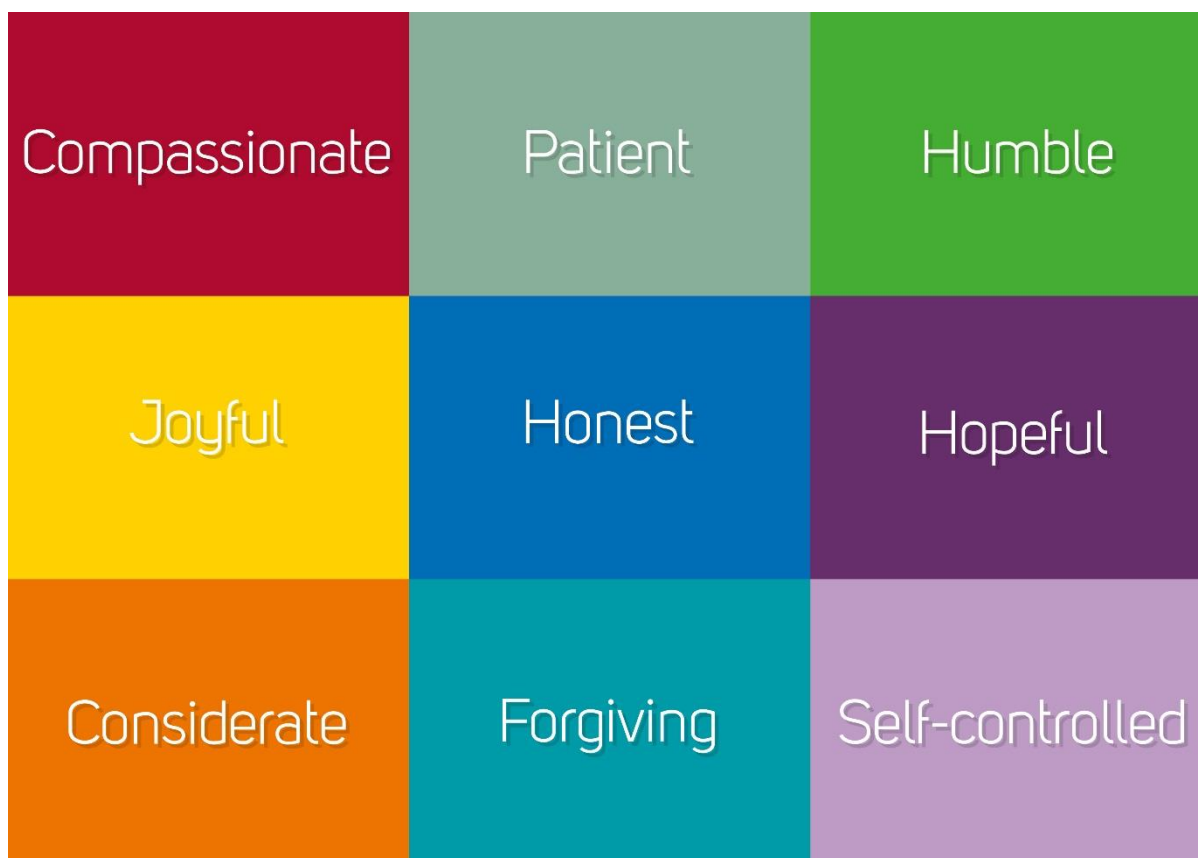 Compassionate
Patient
Humble
Joyful
Honest
Hopeful
Considerate
Forgiving
Self-controlled